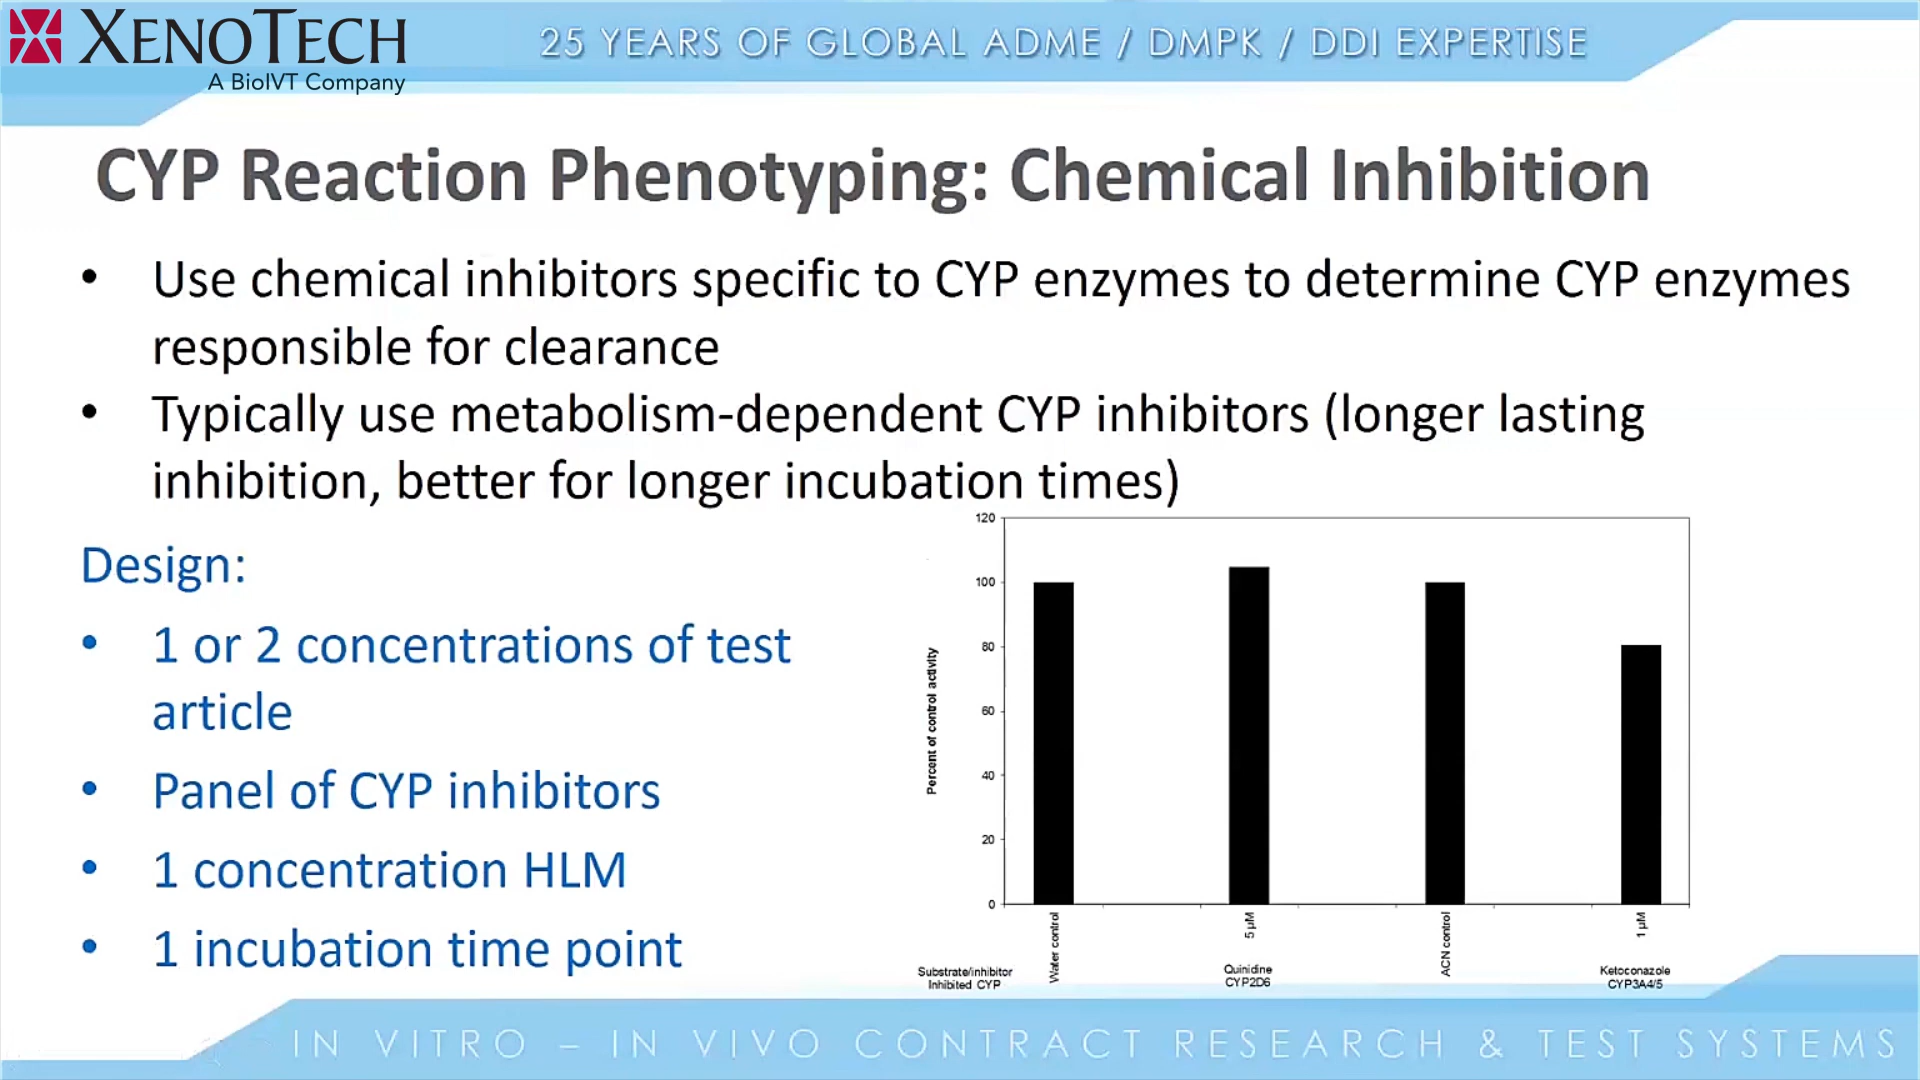 XENOTECH
A BioIVT Company
25 YEARS OF GLOBAL ADME / DMPK / DDI EXPERTISE
CYP Reaction Phenotyping: Chemical Inhibition
• Use chemical inhibitors specific to CYP enzymes to determine CYP enzymes
responsible for clearance
• Typically use metabolism-dependent CYP inhibitors (longer lasting
inhibition, better for longer incubation times)
Design:
• 1 or 2 concentrations of test
article
• Panel of CYP inhibitors
• 1 concentration HLM
• 1 incubation time point
120
100
80
60
40
20
0
Percent of control activity
Water control
5 µM
ACN control
1 µM
Substrate/inhibitor
Inhibited CYP
Quinidine
CYP2D6
Ketoconazole
CYP3A4/5
IN VITRO – IN VIVO CONTRACT RESEARCH & TEST SYSTEMS